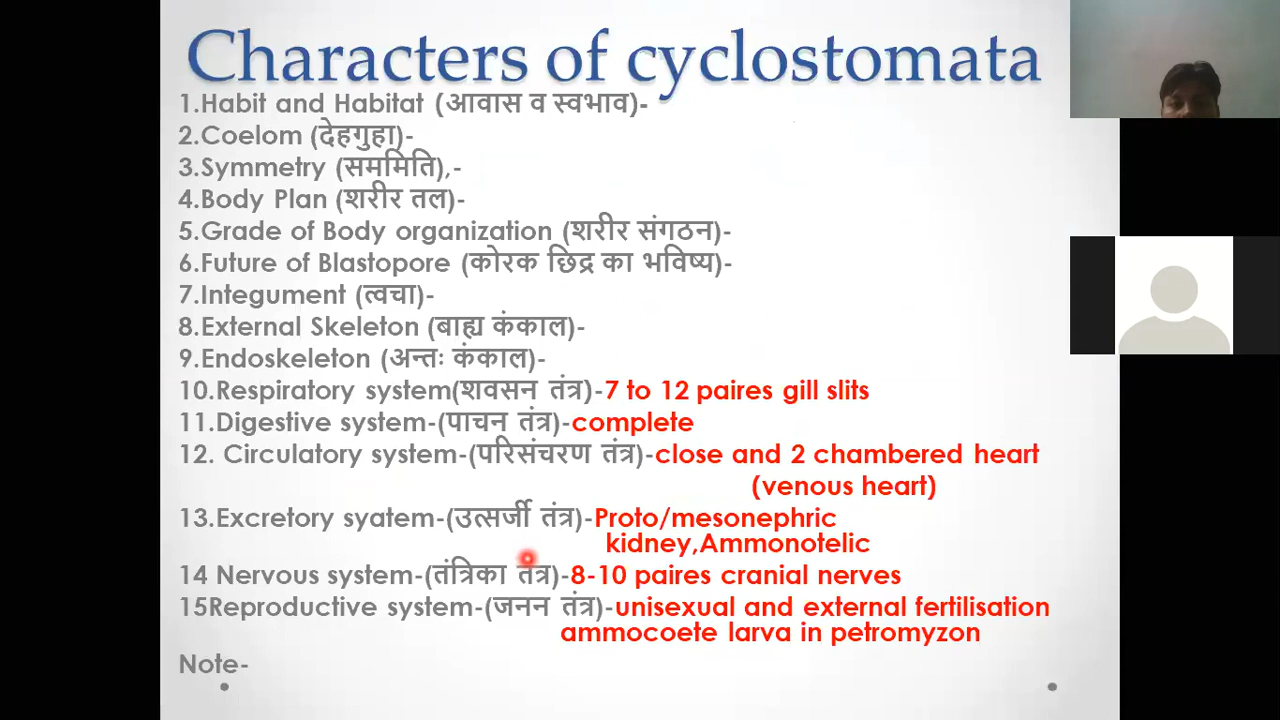 Characters of cyclostomata
1.Habit and Habitat (आवास व स्वभाव)-
2.Coelom (देहगुहा)-
3.Symmetry (सममिति),-
4.Body Plan (शरीर तल)-
5.Grade of Body organization (शरीर संगठन)-
6.Future of Blastopore (कोरक छिद्र का भविष्य)-
7.Integument (त्वचा)-
8.External Skeleton (बाह्य कंकाल)-
9.Endoskeleton (अन्तः कंकाल)-
10.Respiratory system(शवसन तंत्र)-7 to 12 paires gill slits
11.Digestive system-(पाचन तंत्र)-complete
12. Circulatory system-(परिसंचरण तंत्र)-close and 2 chambered heart
(venous heart)
13.Excretory syatem-(उत्सर्जी तंत्र)-Proto/mesonephric
kidney,Ammonotelic
14 Nervous system-(तंत्रिका तंत्र)-8-10 paires cranial nerves
15Reproductive system-(जनन तंत्र)-unisexual and external fertilisation
ammocoete larva in petromyzon
Note-